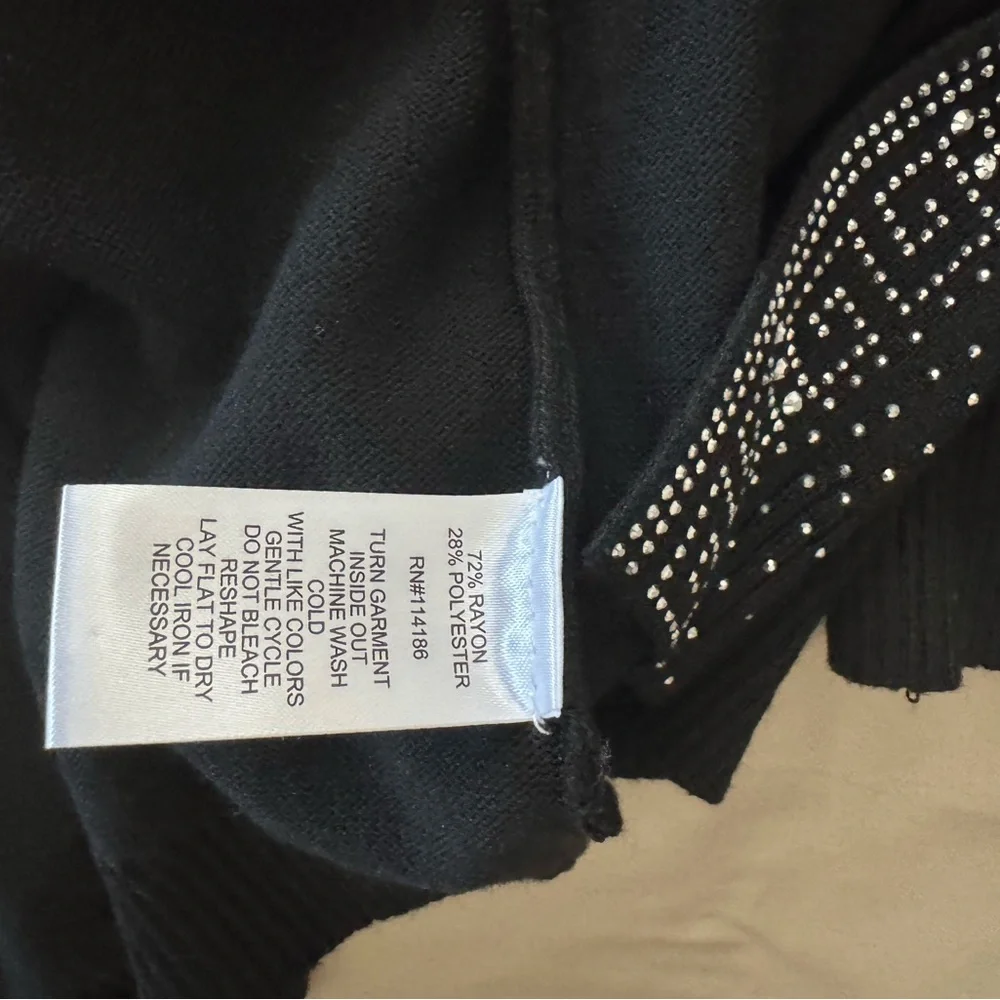 72% RAYON
28% POLYESTER
RN#114186
TURN GARMENT
INSIDE OUT
MACHINE WASH
COLD
WITH LIKE COLORS
GENTLE CYCLE
DO NOT BLEACH
RESHAPE
LAY FLAT TO DRY
COOL IRON IF
NECESSARY